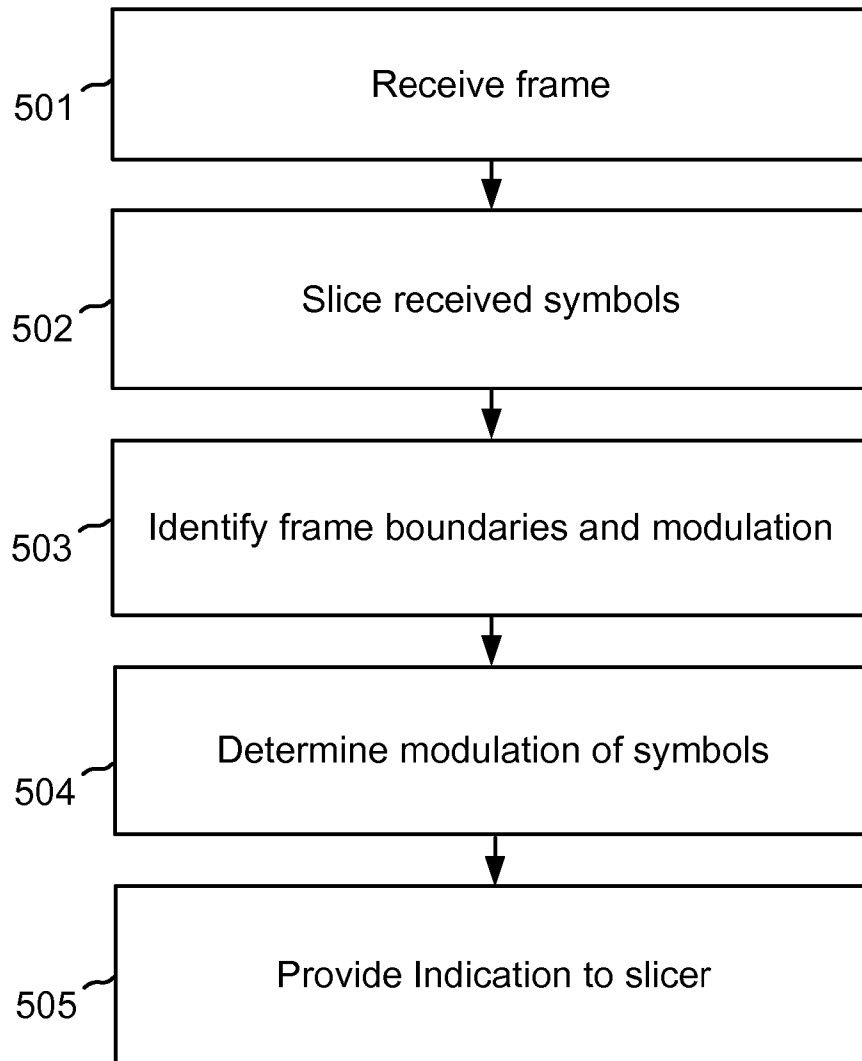 501
Receive frame
502
Slice received symbols
503
Identify frame boundaries and modulation
504
Determine modulation of symbols
505
Provide Indication to slicer